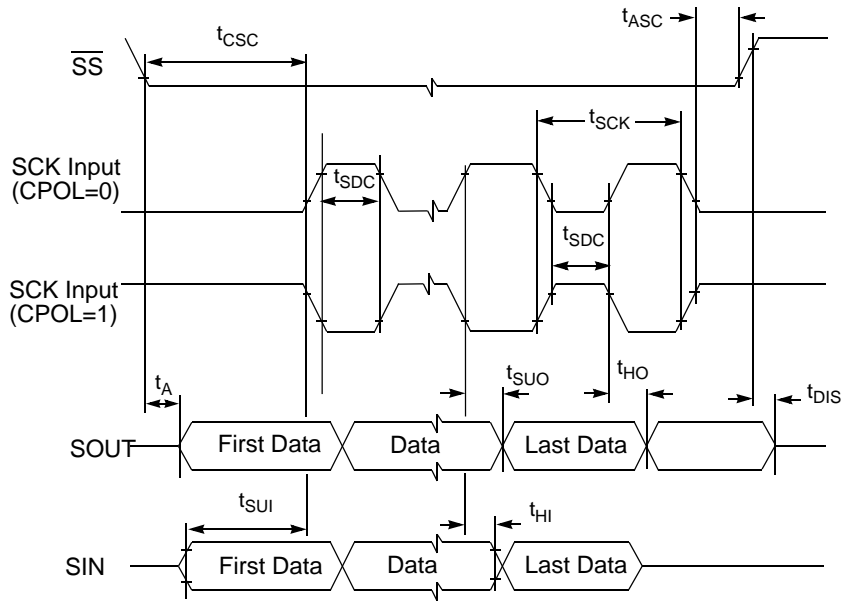 tASC
tCSC
SS
tSCK
SCK Input
(CPOL=0)
tSDC
tSDC
SCK Input
(CPOL=1)
tA
tSUO
tHO
tDIS
SOUT
First Data
Data
Last Data
tSUI
tHI
SIN
First Data
Data
Last Data